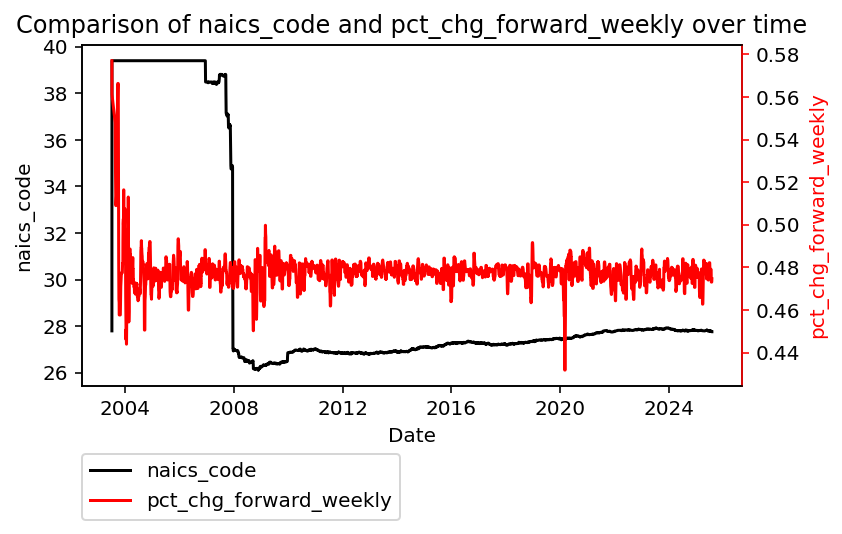 Comparison of naics_code and pct_chg_forward_weekly over time
naics_code
40
38
36
34
32
30
28
26
0.58
0.56
0.54
0.52
0.50
0.48
0.46
0.44
pct_chg_forward_weekly
2004 2008 2012 2016 2020 2024
Date
naics_code
pct_chg_forward_weekly